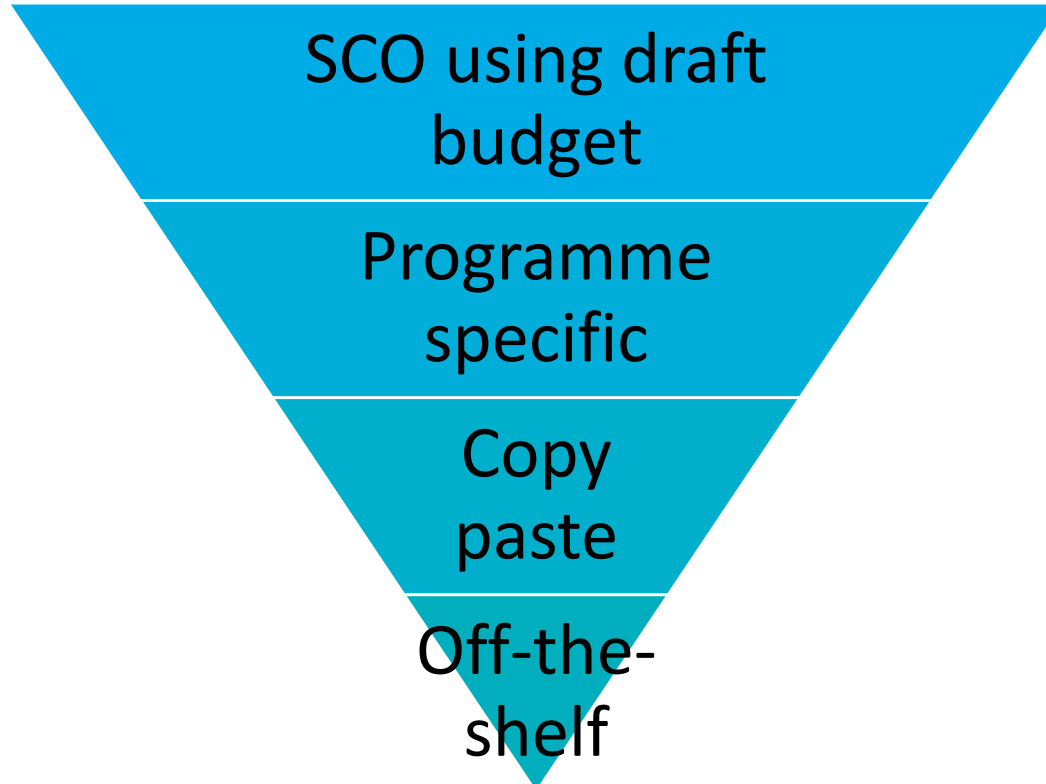 SCO using draft
budget
Programme
specific
Copy
paste
Off-the-
shelf